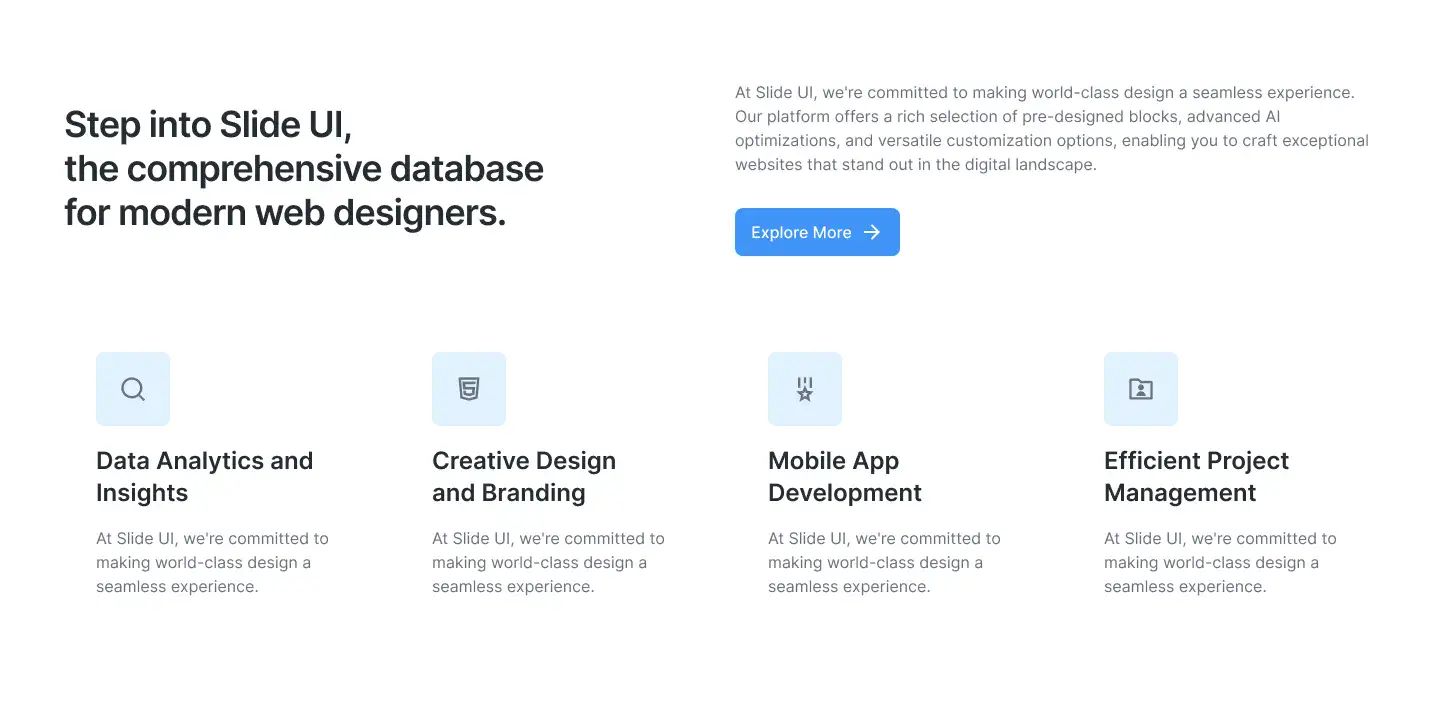 Step into Slide UI,
the comprehensive database
for modern web designers.
At Slide UI, we're committed to making world-class design a seamless experience.
Our platform offers a rich selection of pre-designed blocks, advanced AI
optimizations, and versatile customization options, enabling you to craft exceptional
websites that stand out in the digital landscape.
Explore More
Data Analytics and
Insights
At Slide UI, we're committed to
making world-class design a
seamless experience.
Creative Design
and Branding
At Slide UI, we're committed to
making world-class design a
seamless experience.
Mobile App
Development
At Slide UI, we're committed to
making world-class design a
seamless experience.
Efficient Project
Management
At Slide UI, we're committed to
making world-class design a
seamless experience.